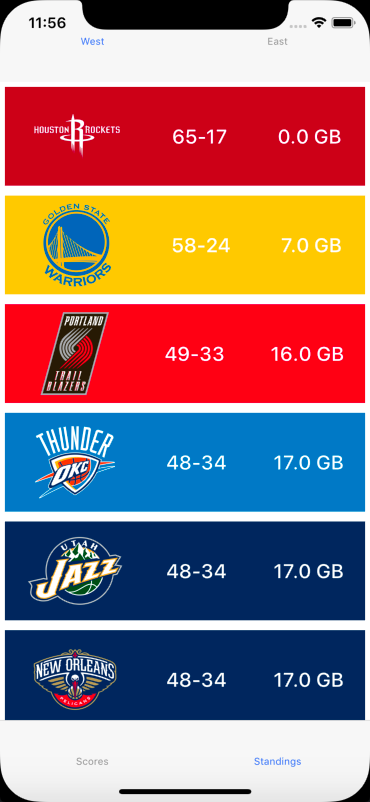 11:56
West East
HOUSTON ROCKETS 65-17 0.0 GB
GOLDEN STATE
WARRIORS
58-24 7.0 GB
PORTLAND
TRAIL
BLAZERS
49-33 16.0 GB
THUNDER
OKC
48-34 17.0 GB
UTAH
JAZZ
48-34 17.0 GB
NEW ORLEANS
PELICANS
48-34 17.0 GB
Scores Standings